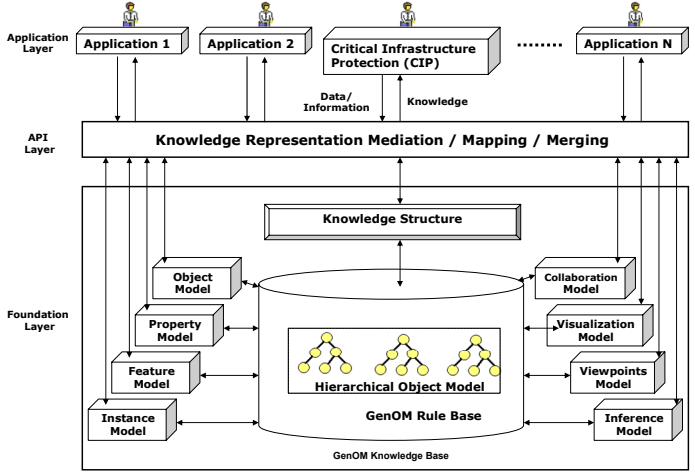 Application
Layer
Application 1
Application 2
Critical Infrastructure
Protection (CIP)
Application N
Data/
Information
Knowledge
API
Layer
Knowledge Representation Mediation / Mapping / Merging
Knowledge Structure
Object
Model
Collaboration
Model
Foundation
Layer
Property
Model
Visualization
Model
Feature
Model
Hierarchical Object Model
Viewpoints
Model
Instance
Model
GenOM Rule Base
Inference
Model
GenOM Knowledge Base